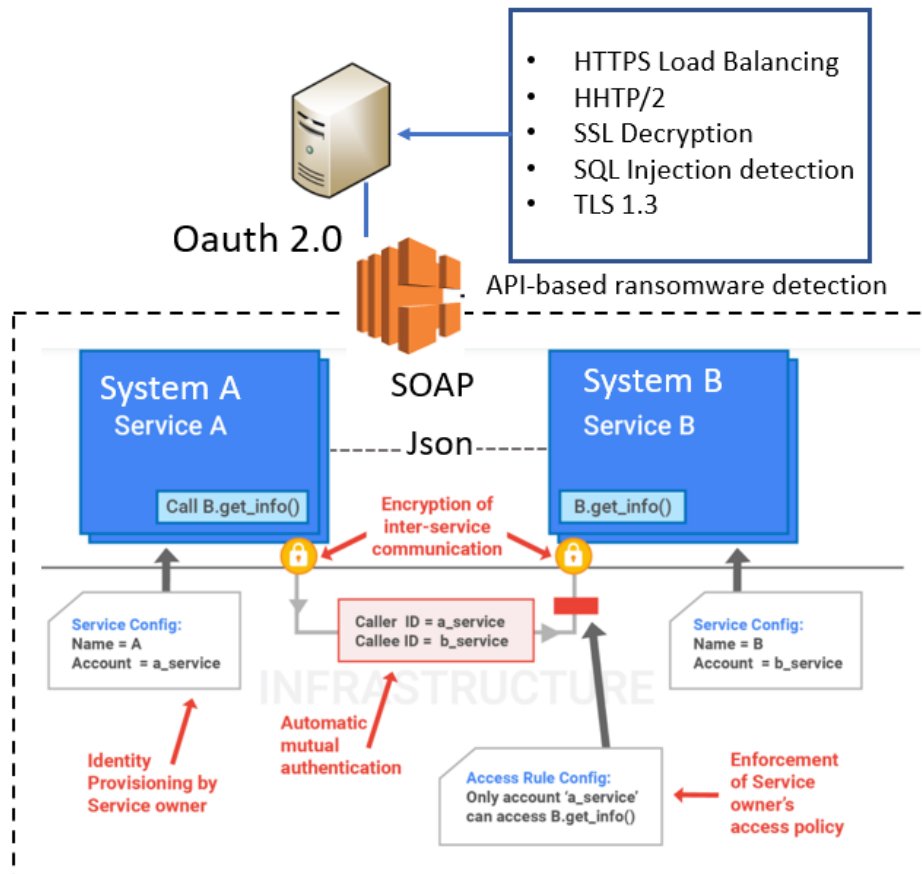 • HTTPS Load Balancing
• HHTP/2
• SSL Decryption
• SQL Injection detection
• TLS 1.3
Oauth 2.0
API-based ransomware detection
System A
Service A
Call B.get_info()
SOAP
Json
System B
Service B
B.get_info()
Encryption of
inter-service
communication
Service Config:
Name = A
Account = a_service
Caller ID = a_service
Callee ID = b_service
Service Config:
Name = B
Account = b_service
INFRASTRUCTURE
Identity
Provisioning by
Service owner
Automatic
mutual
authentication
Access Rule Config:
Only account ‘a_service’
can access B.get_info()
Enforcement
of Service
owner’s
access policy